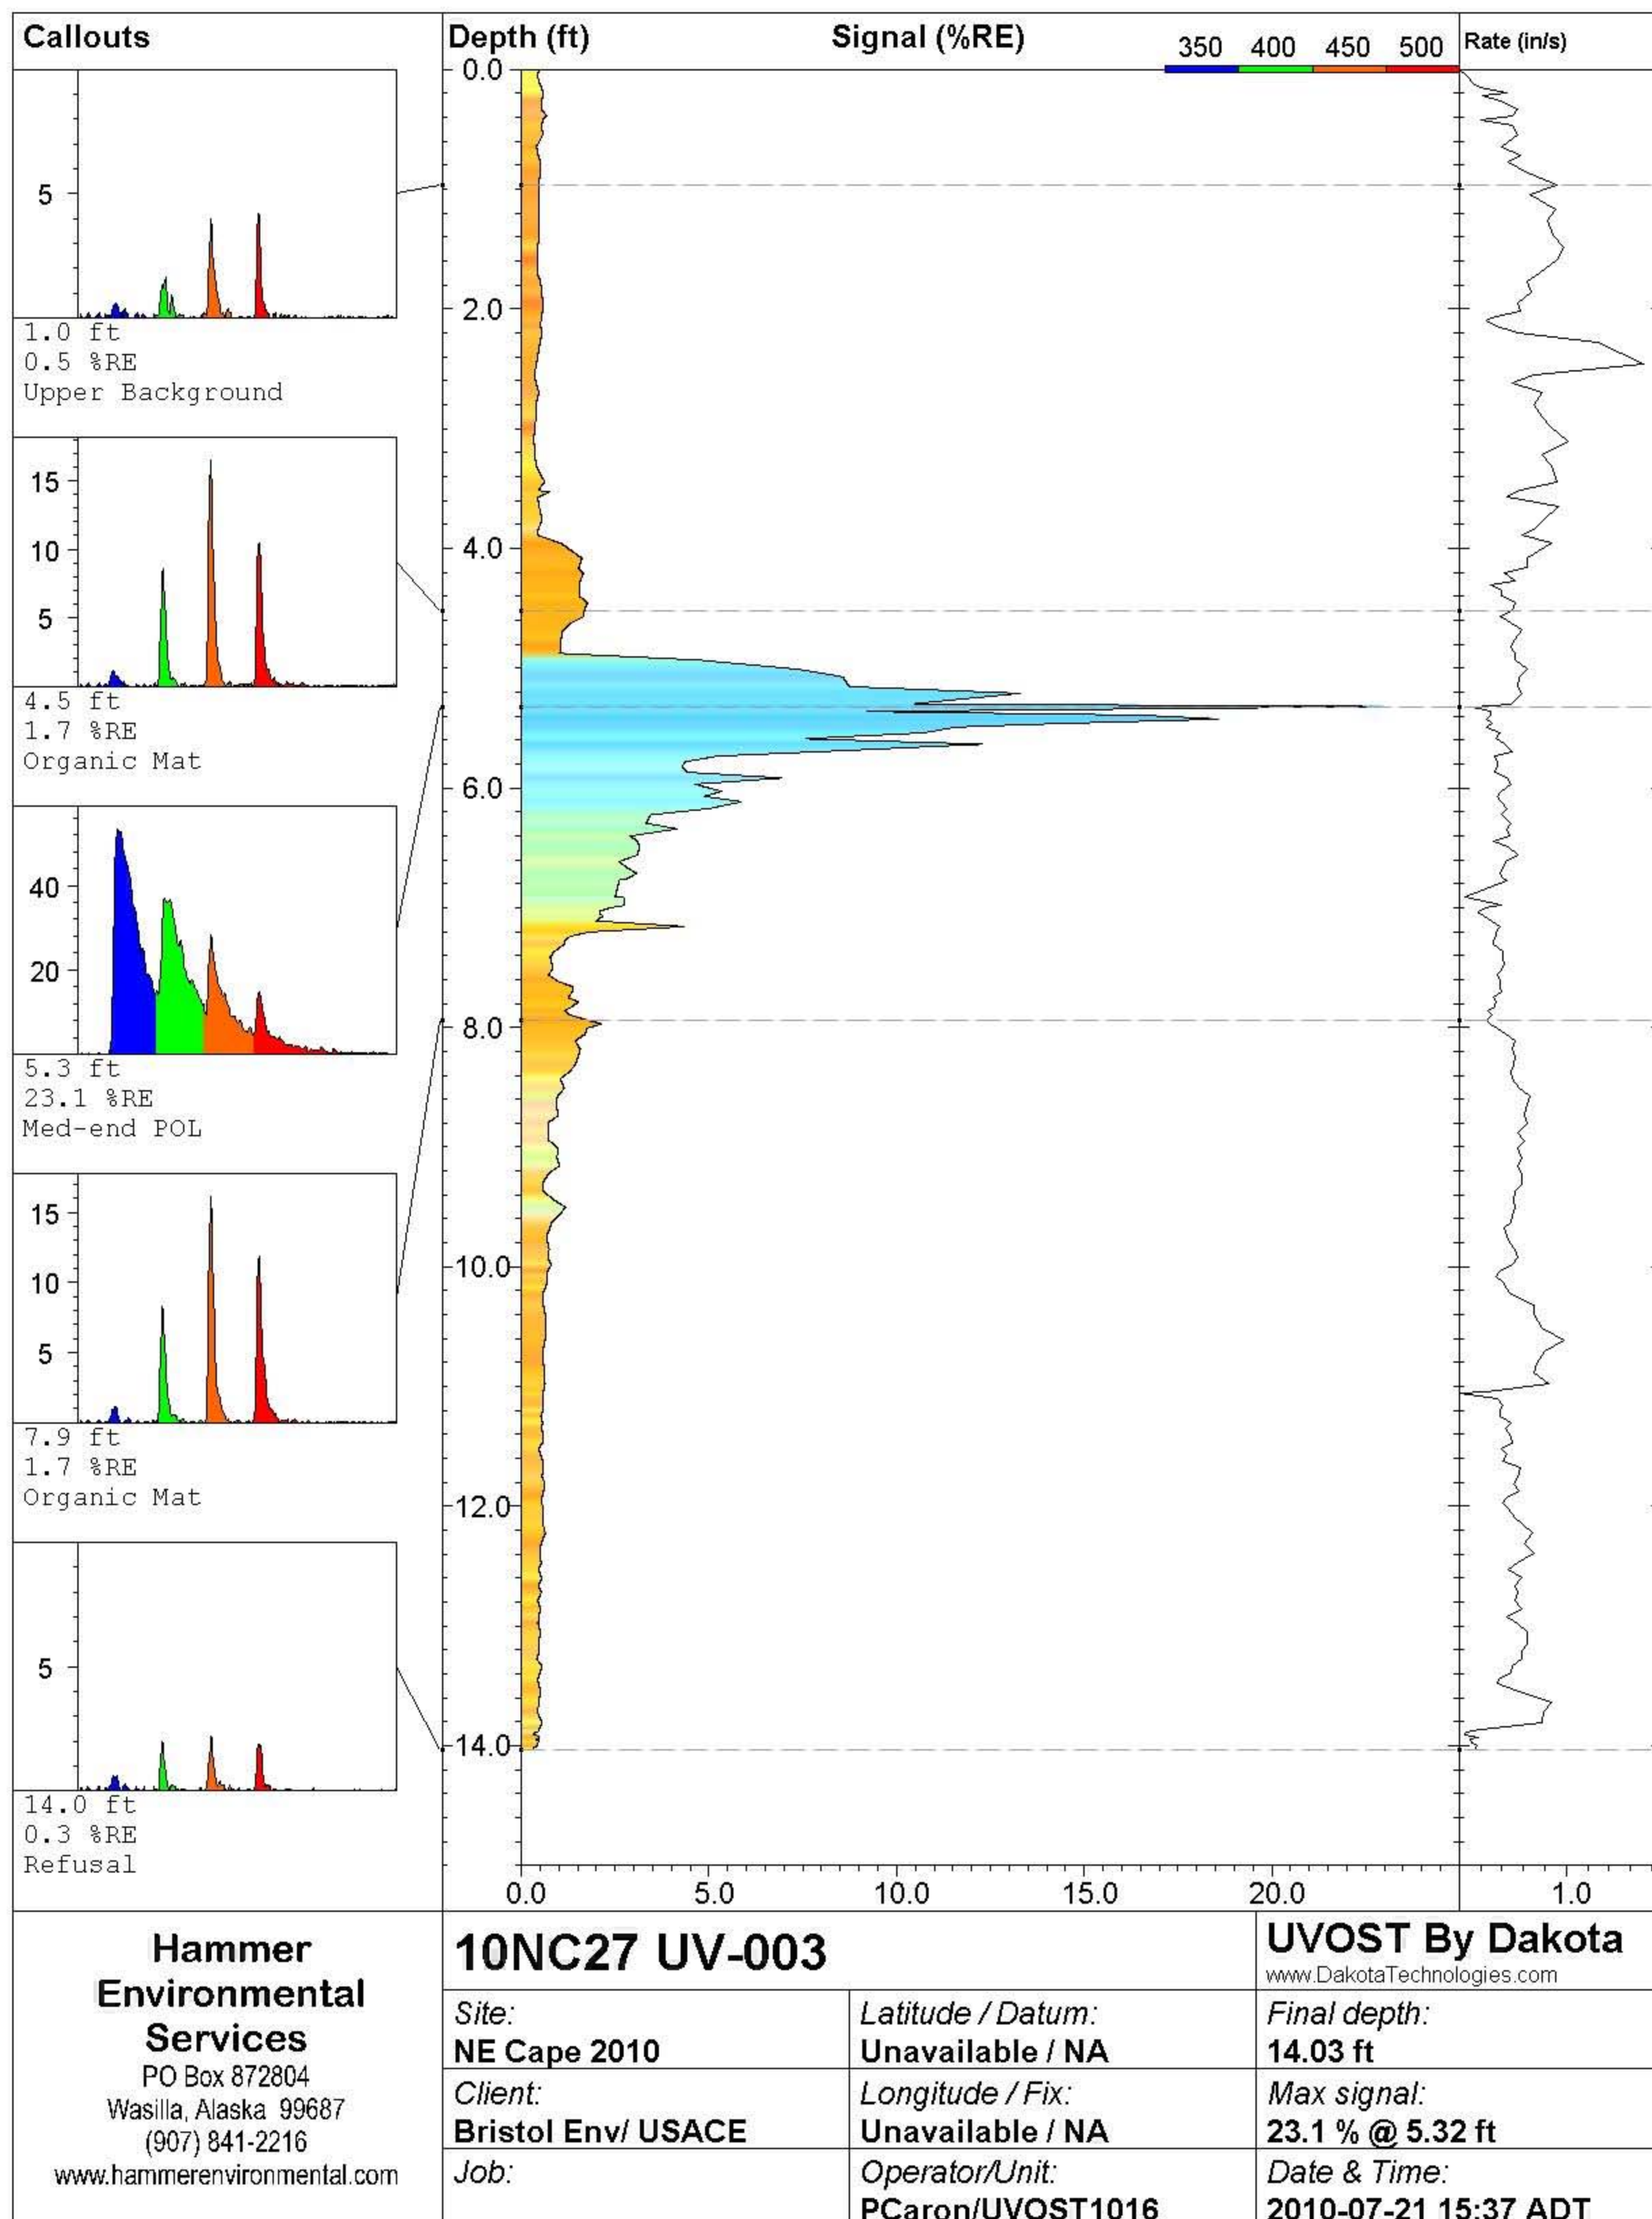 Callouts
Depth (ft)
Signal (%RE)
350 400 450 500
Rate (in/s)
5
1.0 ft
0.5 %RE
Upper Background
15
10
5
4.5 ft
1.7 %RE
Organic Mat
40
20
5.3 ft
23.1 %RE
Med-end POL
15
10
5
7.9 ft
1.7 %RE
Organic Mat
5
14.0 ft
0.3 %RE
Refusal
0.0
2.0
4.0
6.0
8.0
10.0
12.0
14.0
0.0 5.0 10.0 15.0 20.0
1.0
Hammer
Environmental
Services
PO Box 872804
Wasilla, Alaska 99687
(907) 841-2216
www.hammerenvironmental.com
10NC27 UV-003
UVOST By Dakota
www.DakotaTechnologies.com
Site:
NE Cape 2010
Latitude / Datum:
Unavailable / NA
Final depth:
14.03 ft
Client:
Bristol Env/ USACE
Longitude / Fix:
Unavailable / NA
Max signal:
23.1 % @ 5.32 ft
Job:
Operator/Unit:
PCaron/UVOST1016
Date & Time:
2010-07-21 15:37 ADT